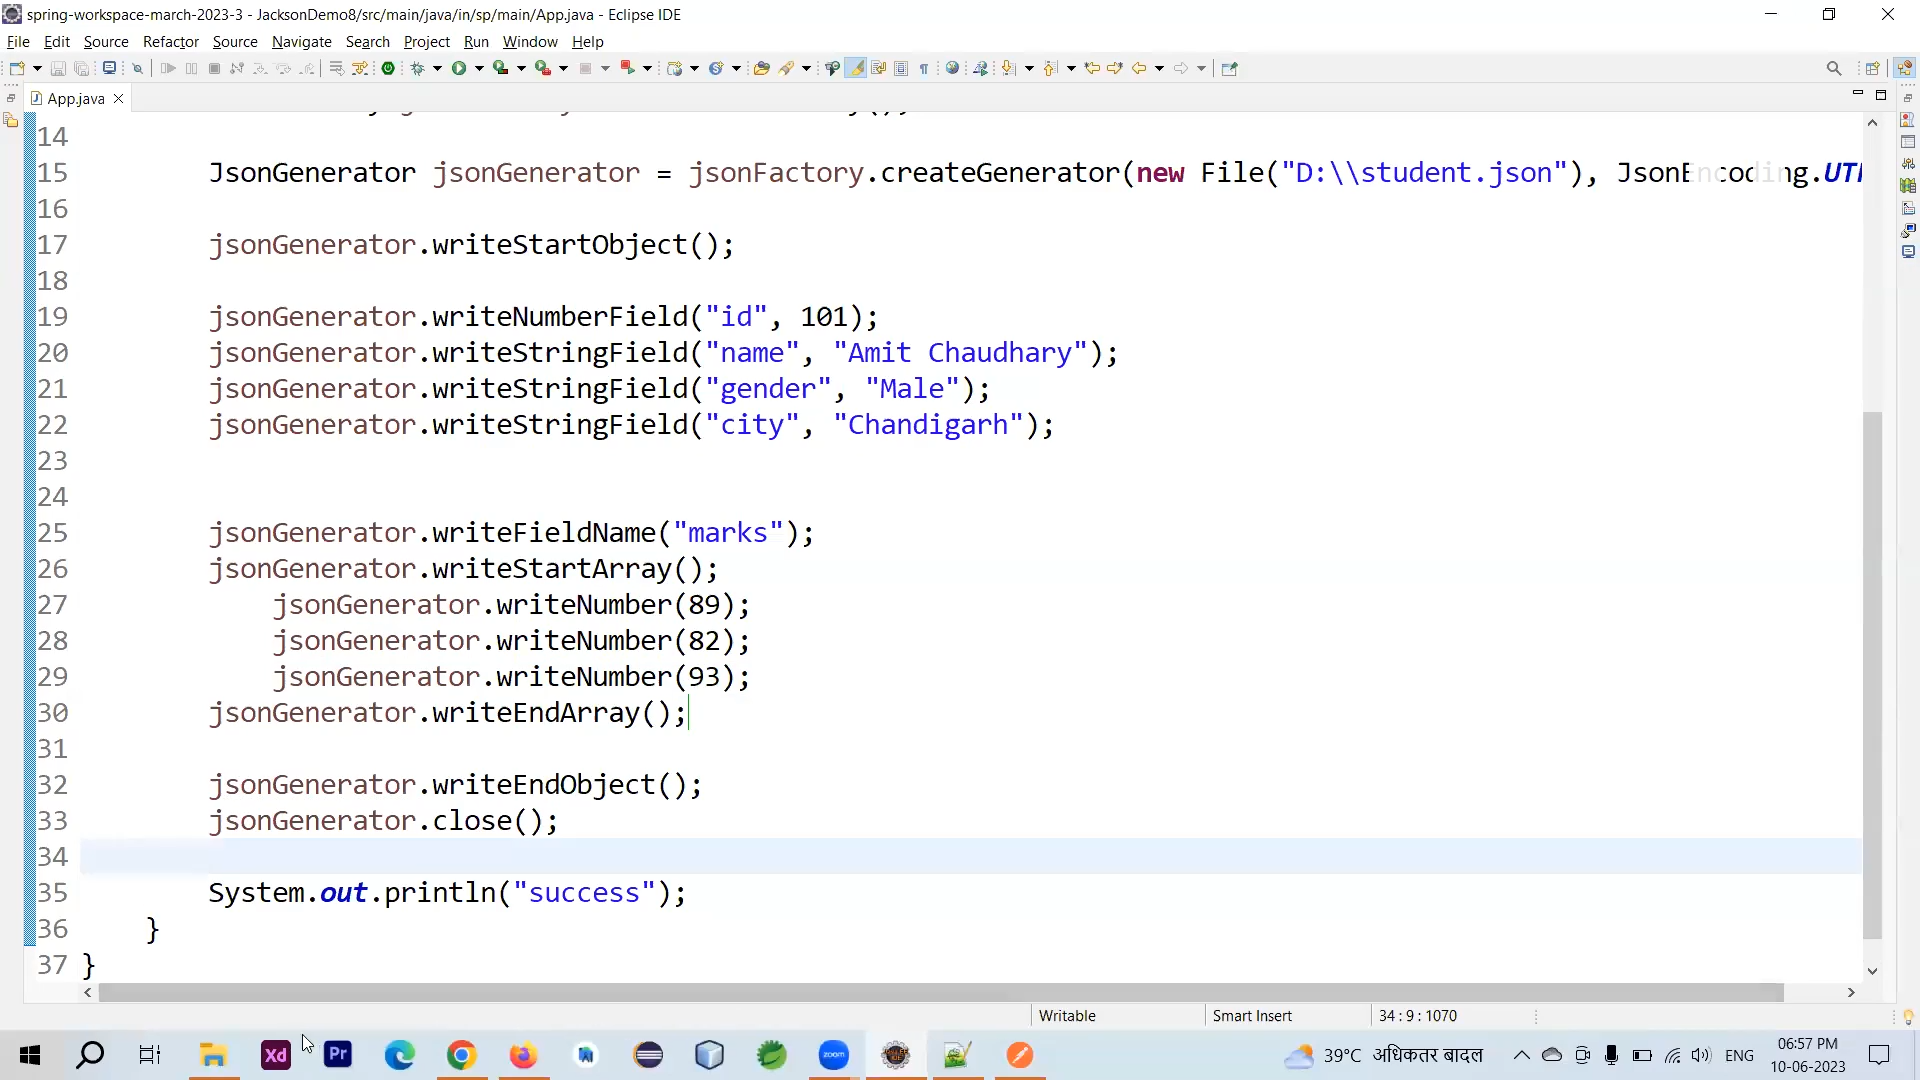 spring-workspace-march-2023-3 - JacksonDemo8/src/main/java/in/sp/main/App.java - Eclipse IDE
File Edit Source Refactor Source Navigate Search Project Run Window Help
App.java
14
15 JsonGenerator jsonGenerator = jsonFactory.createGenerator(new File("D:\\student.json"), JsonEncoding.UTF
16
17 jsonGenerator.writeStartObject();
18
19 jsonGenerator.writeNumberField("id", 101);
20 jsonGenerator.writeStringField("name", "Amit Chaudhary");
21 jsonGenerator.writeStringField("gender", "Male");
22 jsonGenerator.writeStringField("city", "Chandigarh");
23
24
25 jsonGenerator.writeFieldName("marks");
26 jsonGenerator.writeStartArray();
27 jsonGenerator.writeNumber(89);
28 jsonGenerator.writeNumber(82);
29 jsonGenerator.writeNumber(93);
30 jsonGenerator.writeEndArray();
31
32 jsonGenerator.writeEndObject();
33 jsonGenerator.close();
34
35 System.out.println("success");
36 }
37 }
Writable Smart Insert 34 : 9 : 1070
Xd Pr zoom 39°C अधिकतर बादल ENG 06:57 PM
10-06-2023